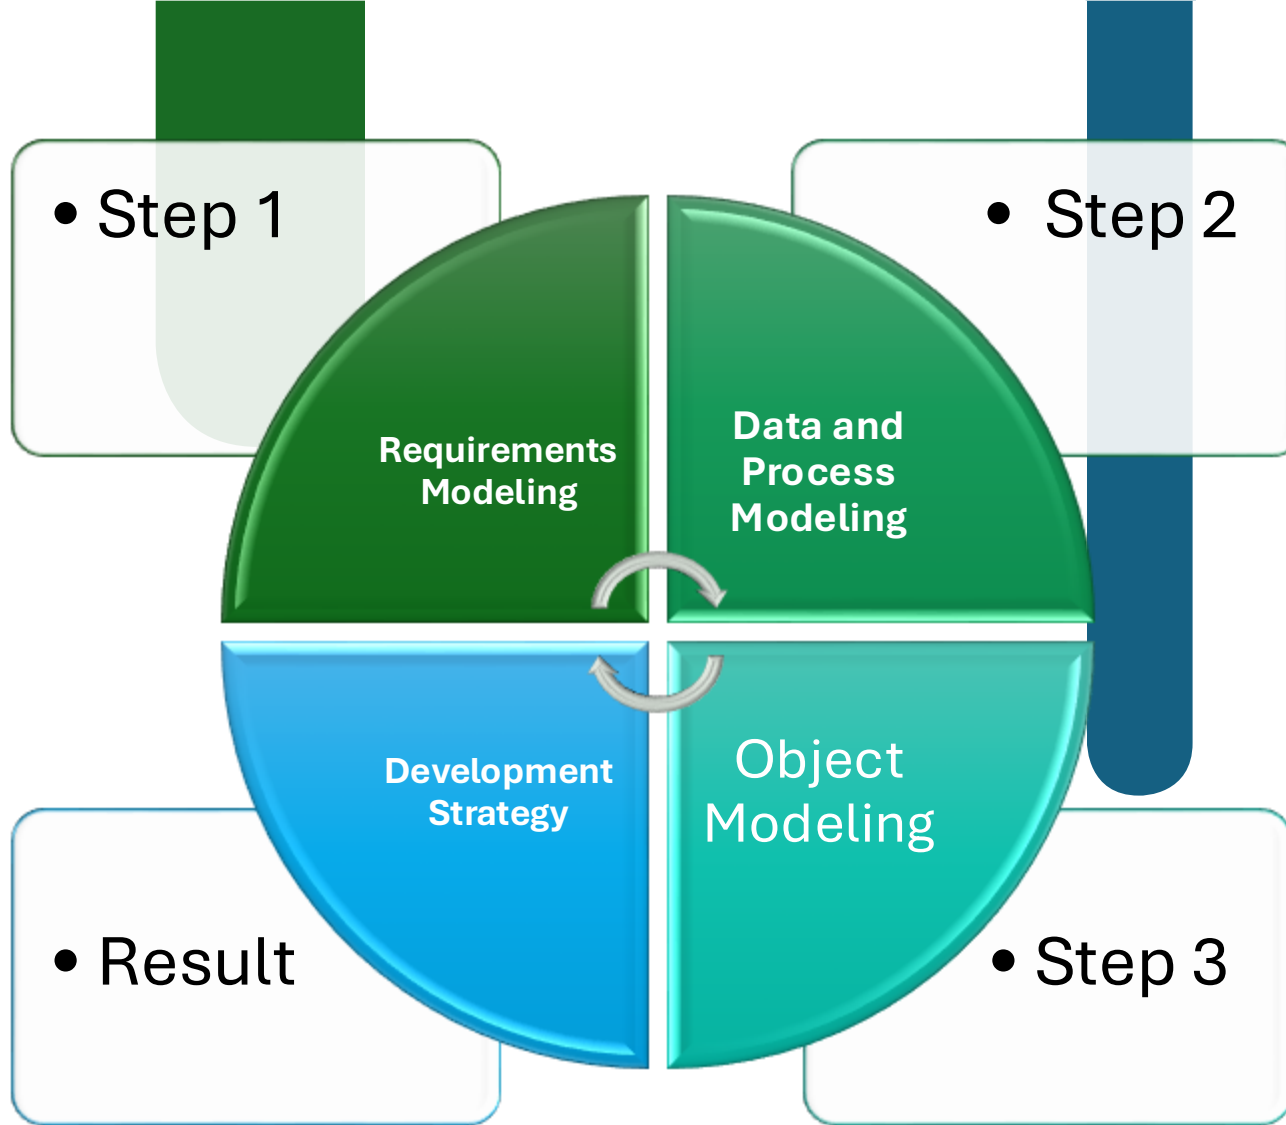 • Step 1
• Step 2
Requirements
Modeling
Data and
Process
Modeling
Development
Strategy
Object
Modeling
• Result
• Step 3